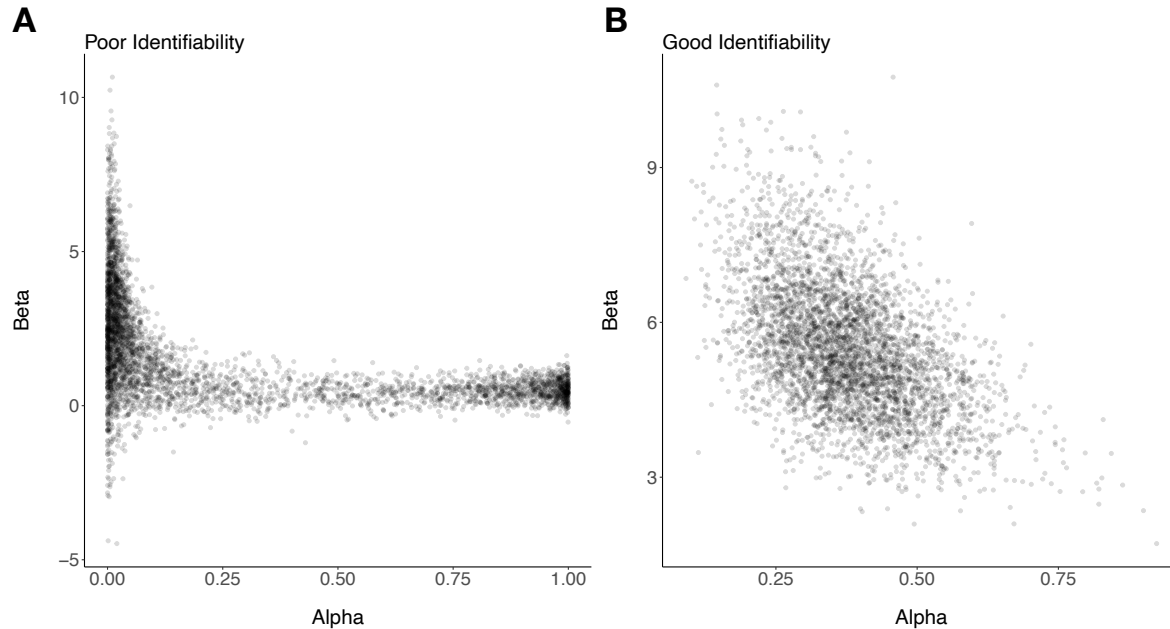 A
Poor Identifiability
10
5
0
−5
Beta
0.00 0.25 0.50 0.75 1.00
Alpha
B
Good Identifiability
9
6
3
Beta
0.25 0.50 0.75
Alpha